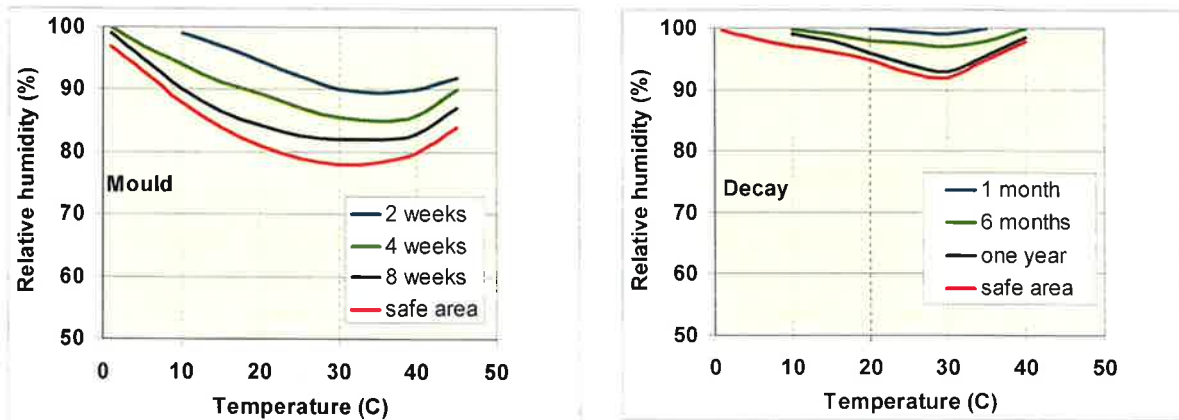 Relative humidity (%)
100
90
80
70
60
50
Mould
2 weeks
4 weeks
8 weeks
safe area
0 10 20 30 40 50
Temperature (C)
Relative humidity (%)
100
90
80
70
60
50
Decay
1 month
6 months
one year
safe area
0 10 20 30 40 50
Temperature (C)